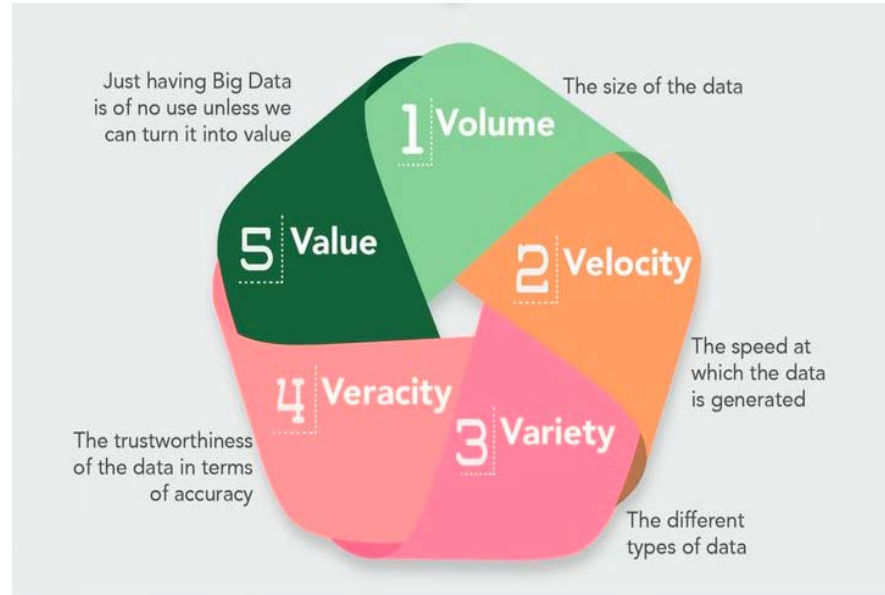 1 Volume
The size of the data
2 Velocity
The speed at
which the data
is generated
3 Variety
The different
types of data
4 Veracity
The trustworthiness
of the data in terms
of accuracy
5 Value
Just having Big Data
is of no use unless we
can turn it into value